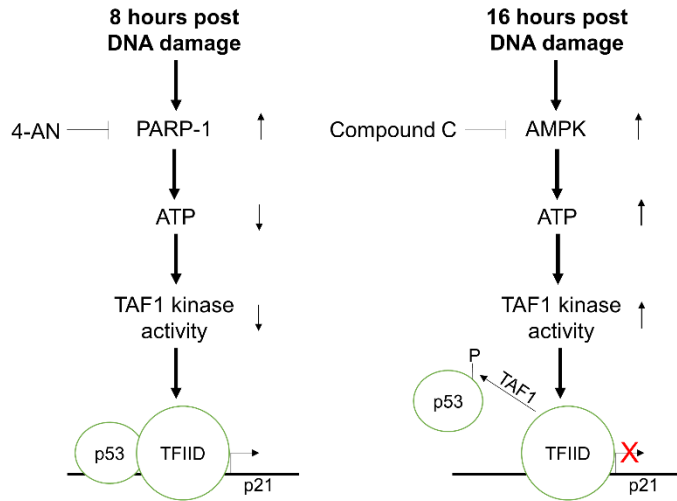 8 hours post
DNA damage
4-AN
PARP-1
ATP
TAF1 kinase
activity
p53
TFIID
p21
16 hours post
DNA damage
Compound C
AMPK
ATP
TAF1 kinase
activity
P
TAF1
p53
TFIID
X
p21